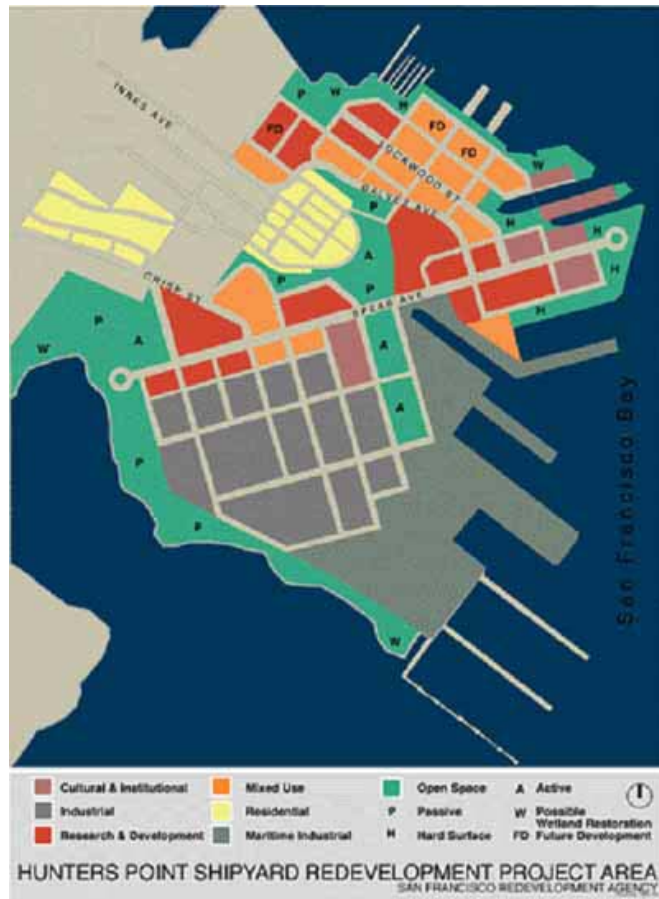 INNES AVE
P
W
H
FD
FD
FD
LOCKWOOD ST
W
GALVEZ AVE
P
H
H
A
P
H
CRISP ST
P
P
SPEAR AVE
H
W
A
A
A
P
P
W
San Francisco Bay
Cultural & Institutional
Mixed Use
Open Space
A Active
Industrial
Residential
P Passive
W Possible
Wetland Restoration
Research & Development
Maritime Industrial
H Hard Surface
FD Future Development
HUNTERS POINT SHIPYARD REDEVELOPMENT PROJECT AREA
SAN FRANCISCO REDEVELOPMENT AGENCY